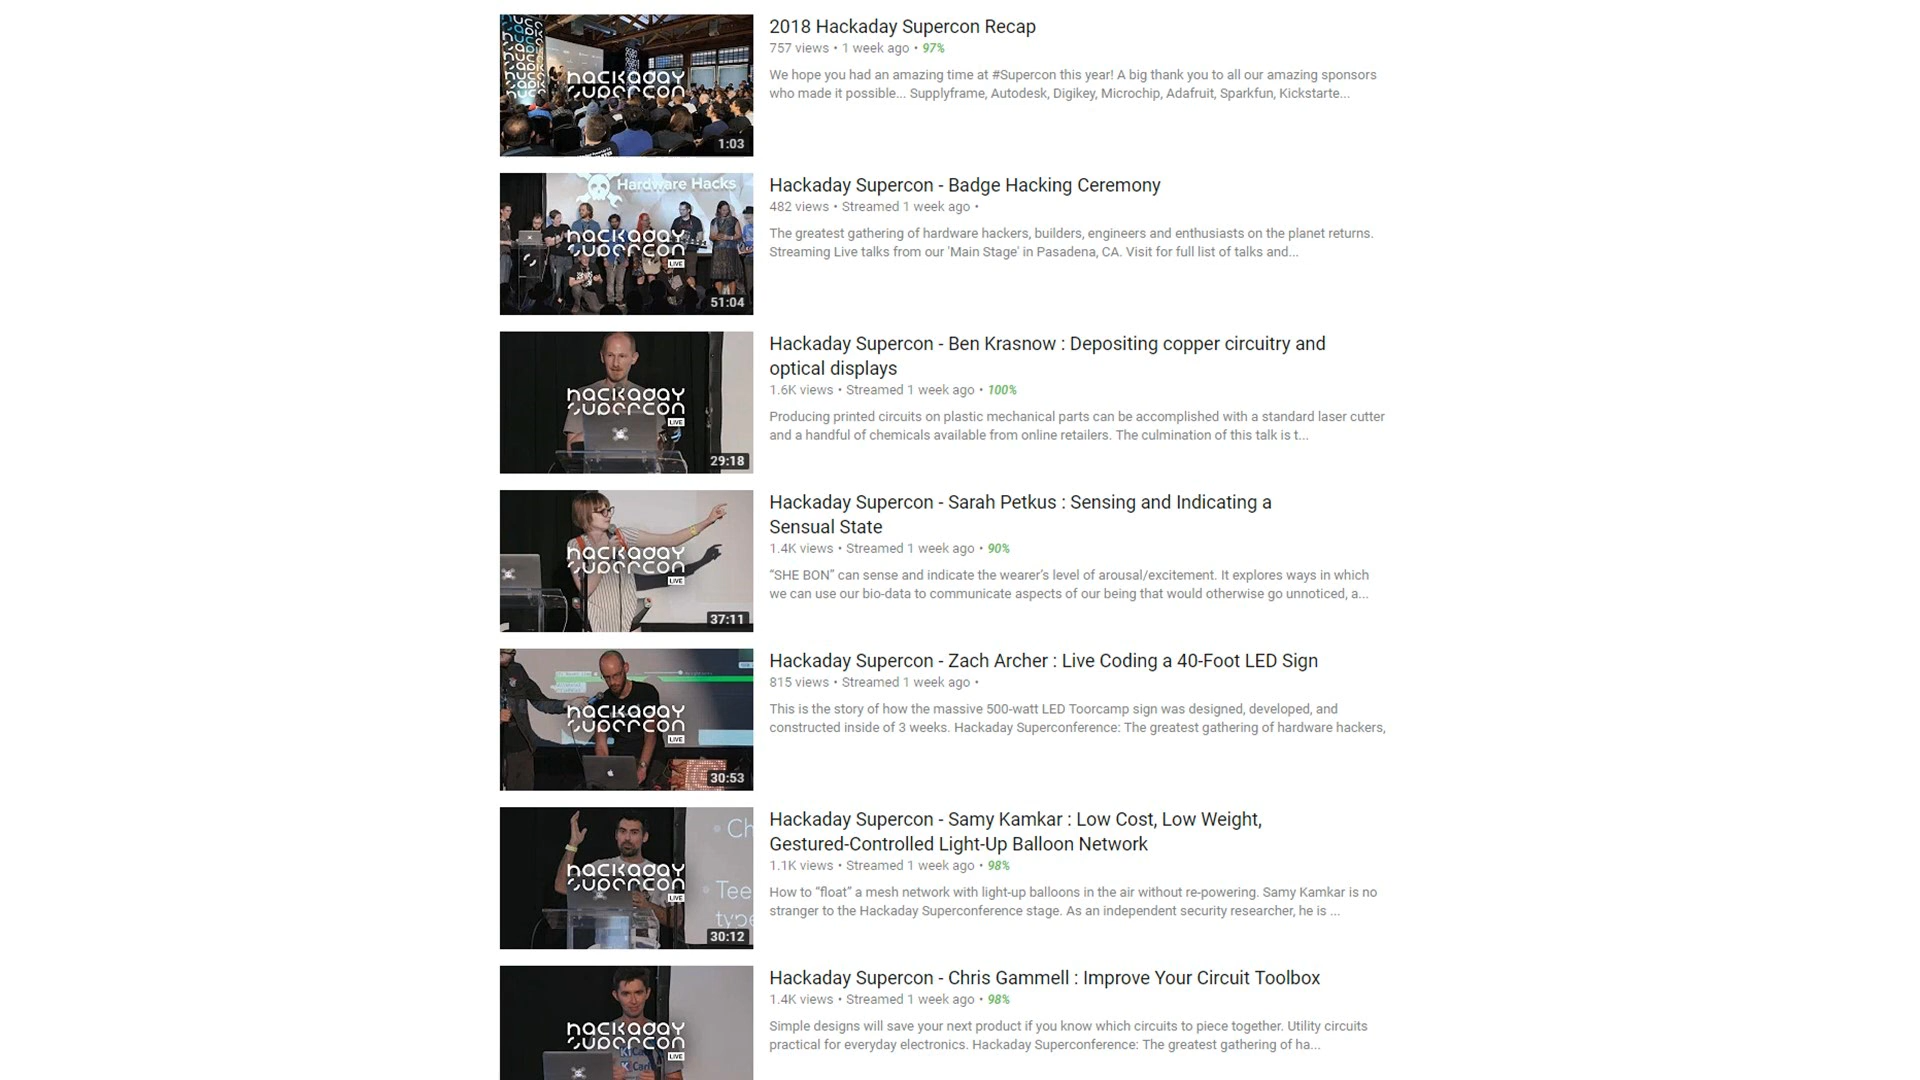 hackaday
supercon
1:03
2018 Hackaday Supercon Recap
757 views • 1 week ago • 97%
We hope you had an amazing time at #Supercon this year! A big thank you to all our amazing sponsors
who made it possible... Supplyframe, Autodesk, Digikey, Microchip, Adafruit, Sparkfun, Kickstarte...
Hardware Hacks
hackaday
supercon
LIVE
51:04
Hackaday Supercon - Badge Hacking Ceremony
482 views • Streamed 1 week ago •
The greatest gathering of hardware hackers, builders, engineers and enthusiasts on the planet returns.
Streaming Live talks from our 'Main Stage' in Pasadena, CA. Visit for full list of talks and...
hackaday
supercon
LIVE
29:18
Hackaday Supercon - Ben Krasnow : Depositing copper circuitry and
optical displays
1.6K views • Streamed 1 week ago • 100%
Producing printed circuits on plastic mechanical parts can be accomplished with a standard laser cutter
and a handful of chemicals available from online retailers. The culmination of this talk is t...
hackaday
supercon
LIVE
37:11
Hackaday Supercon - Sarah Petkus : Sensing and Indicating a
Sensual State
1.4K views • Streamed 1 week ago • 90%
“SHE BON” can sense and indicate the wearer’s level of arousal/excitement. It explores ways in which
we can use our bio-data to communicate aspects of our being that would otherwise go unnoticed, a...
hackaday
supercon
LIVE
30:53
Hackaday Supercon - Zach Archer : Live Coding a 40-Foot LED Sign
815 views • Streamed 1 week ago •
This is the story of how the massive 500-watt LED Toorcamp sign was designed, developed, and
constructed inside of 3 weeks. Hackaday Superconference: The greatest gathering of hardware hackers,
• Ch
hackaday
supercon
LIVE
• Tee
type
30:12
Hackaday Supercon - Samy Kamkar : Low Cost, Low Weight,
Gestured-Controlled Light-Up Balloon Network
1.1K views • Streamed 1 week ago • 98%
How to “float” a mesh network with light-up balloons in the air without re-powering. Samy Kamkar is no
stranger to the Hackaday Superconference stage. As an independent security researcher, he is ...
hackaday
supercon
LIVE
Hackaday Supercon - Chris Gammell : Improve Your Circuit Toolbox
1.4K views • Streamed 1 week ago • 98%
Simple designs will save your next product if you know which circuits to piece together. Utility circuits
practical for everyday electronics. Hackaday Superconference: The greatest gathering of ha...